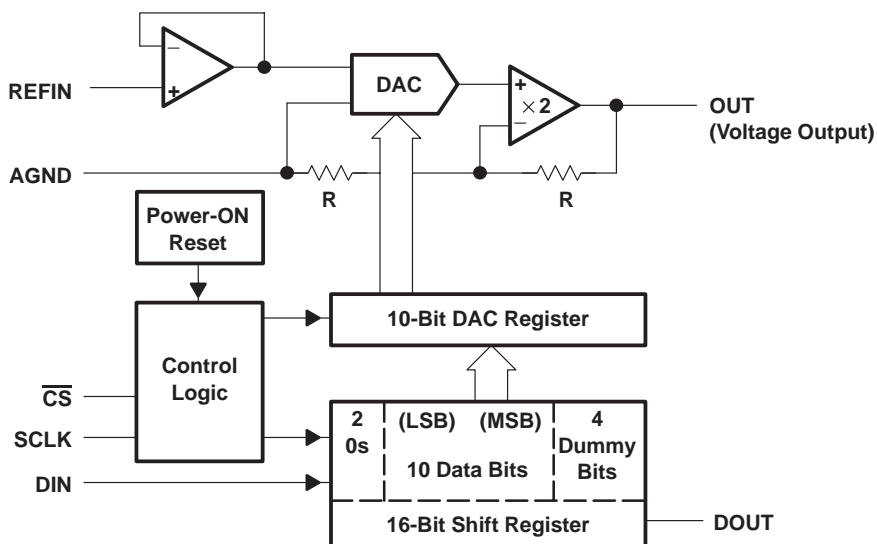 REFIN
−
+
DAC
+
× 2
−
OUT
(Voltage Output)
AGND
R
R
Power-ON
Reset
10-Bit DAC Register
Control
Logic
CS
SCLK
DIN
2
0s
(LSB) (MSB)
10 Data Bits
4
Dummy
Bits
16-Bit Shift Register
DOUT